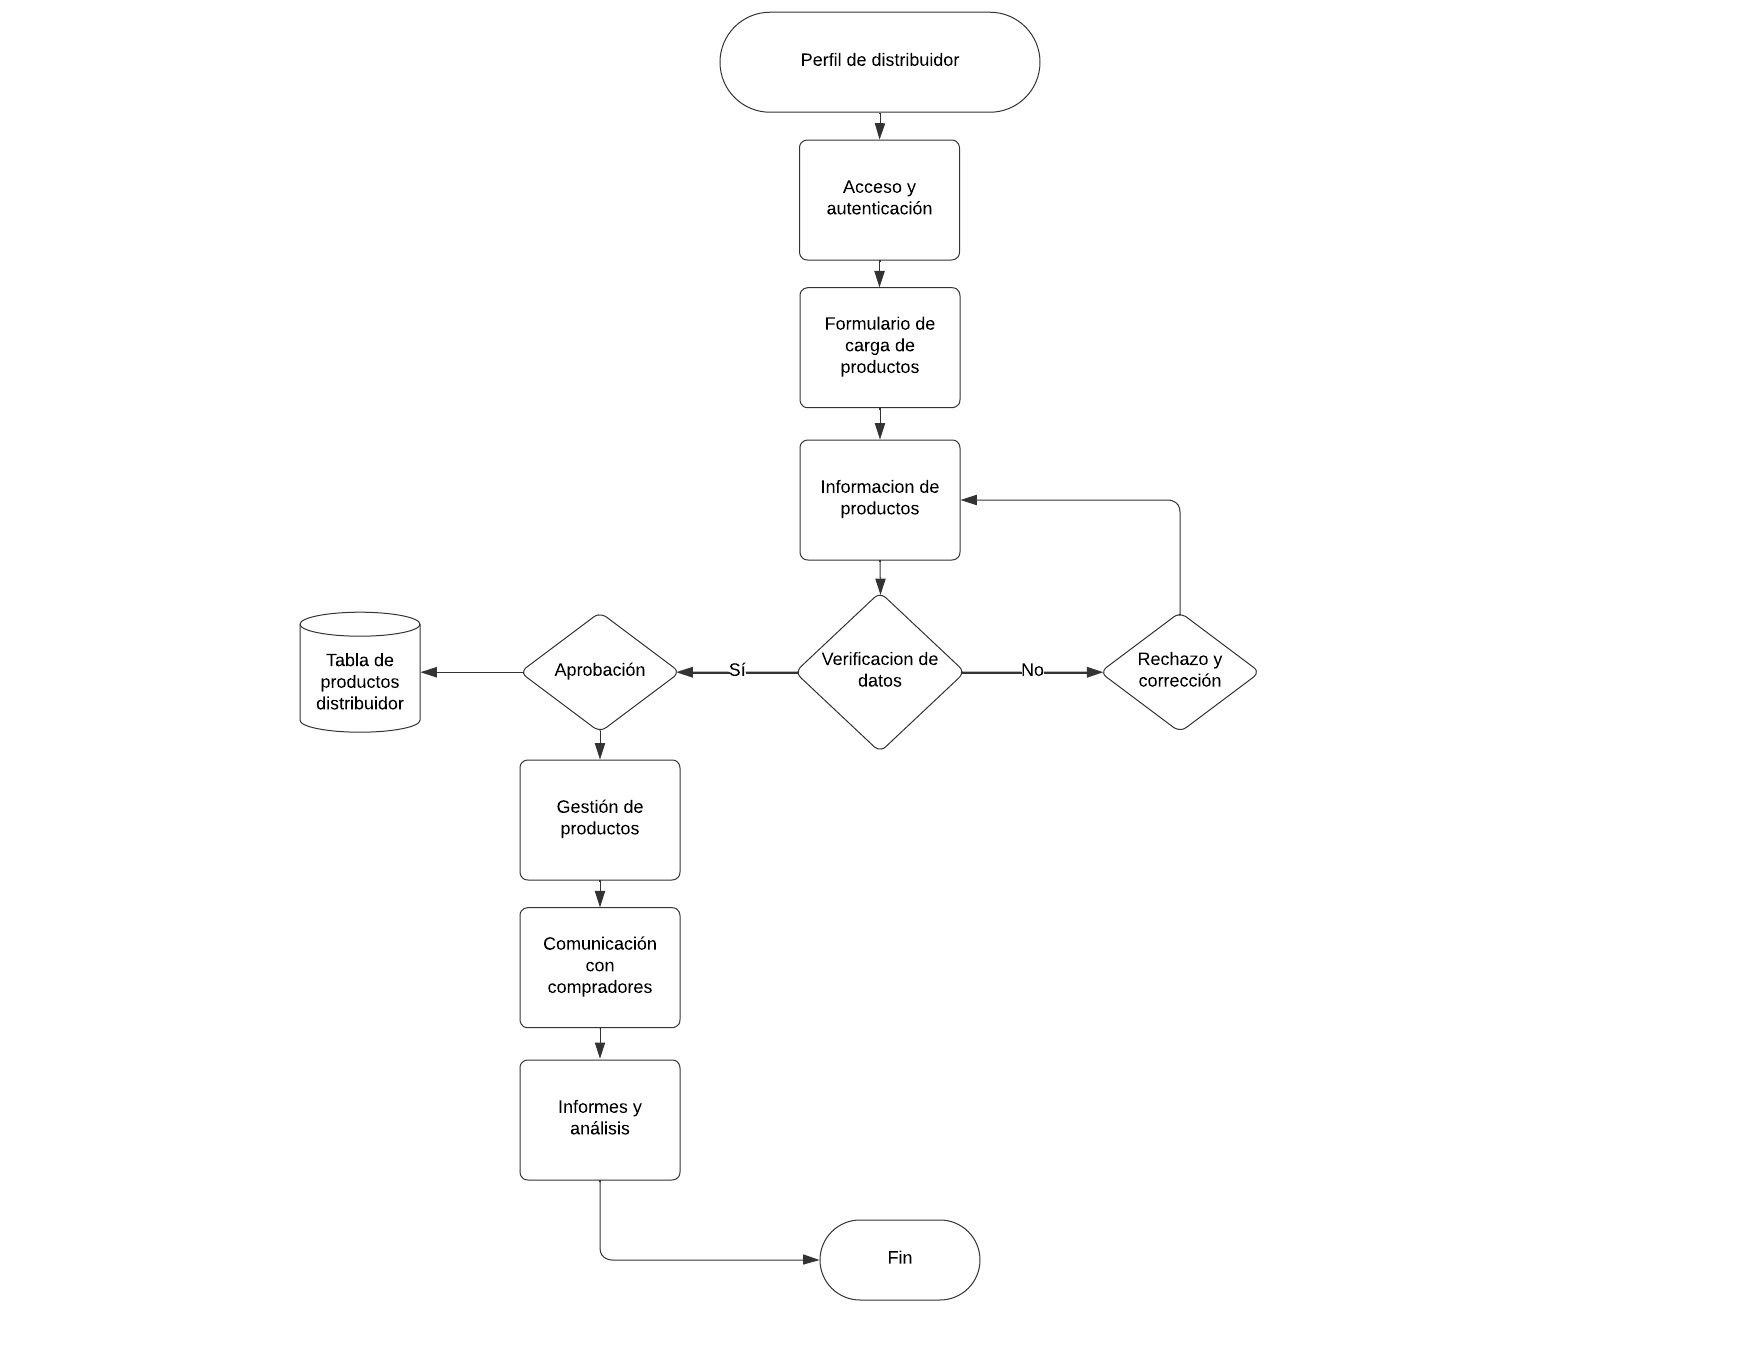 Perfil de distribuidor
Acceso y
autenticación
Formulario de
carga de
productos
Informacion de
productos
Tabla de
productos
distribuidor
Aprobación
Sí
Verificacion de
datos
No
Rechazo y
corrección
Gestión de
productos
Comunicación
con
compradores
Informes y
análisis
Fin